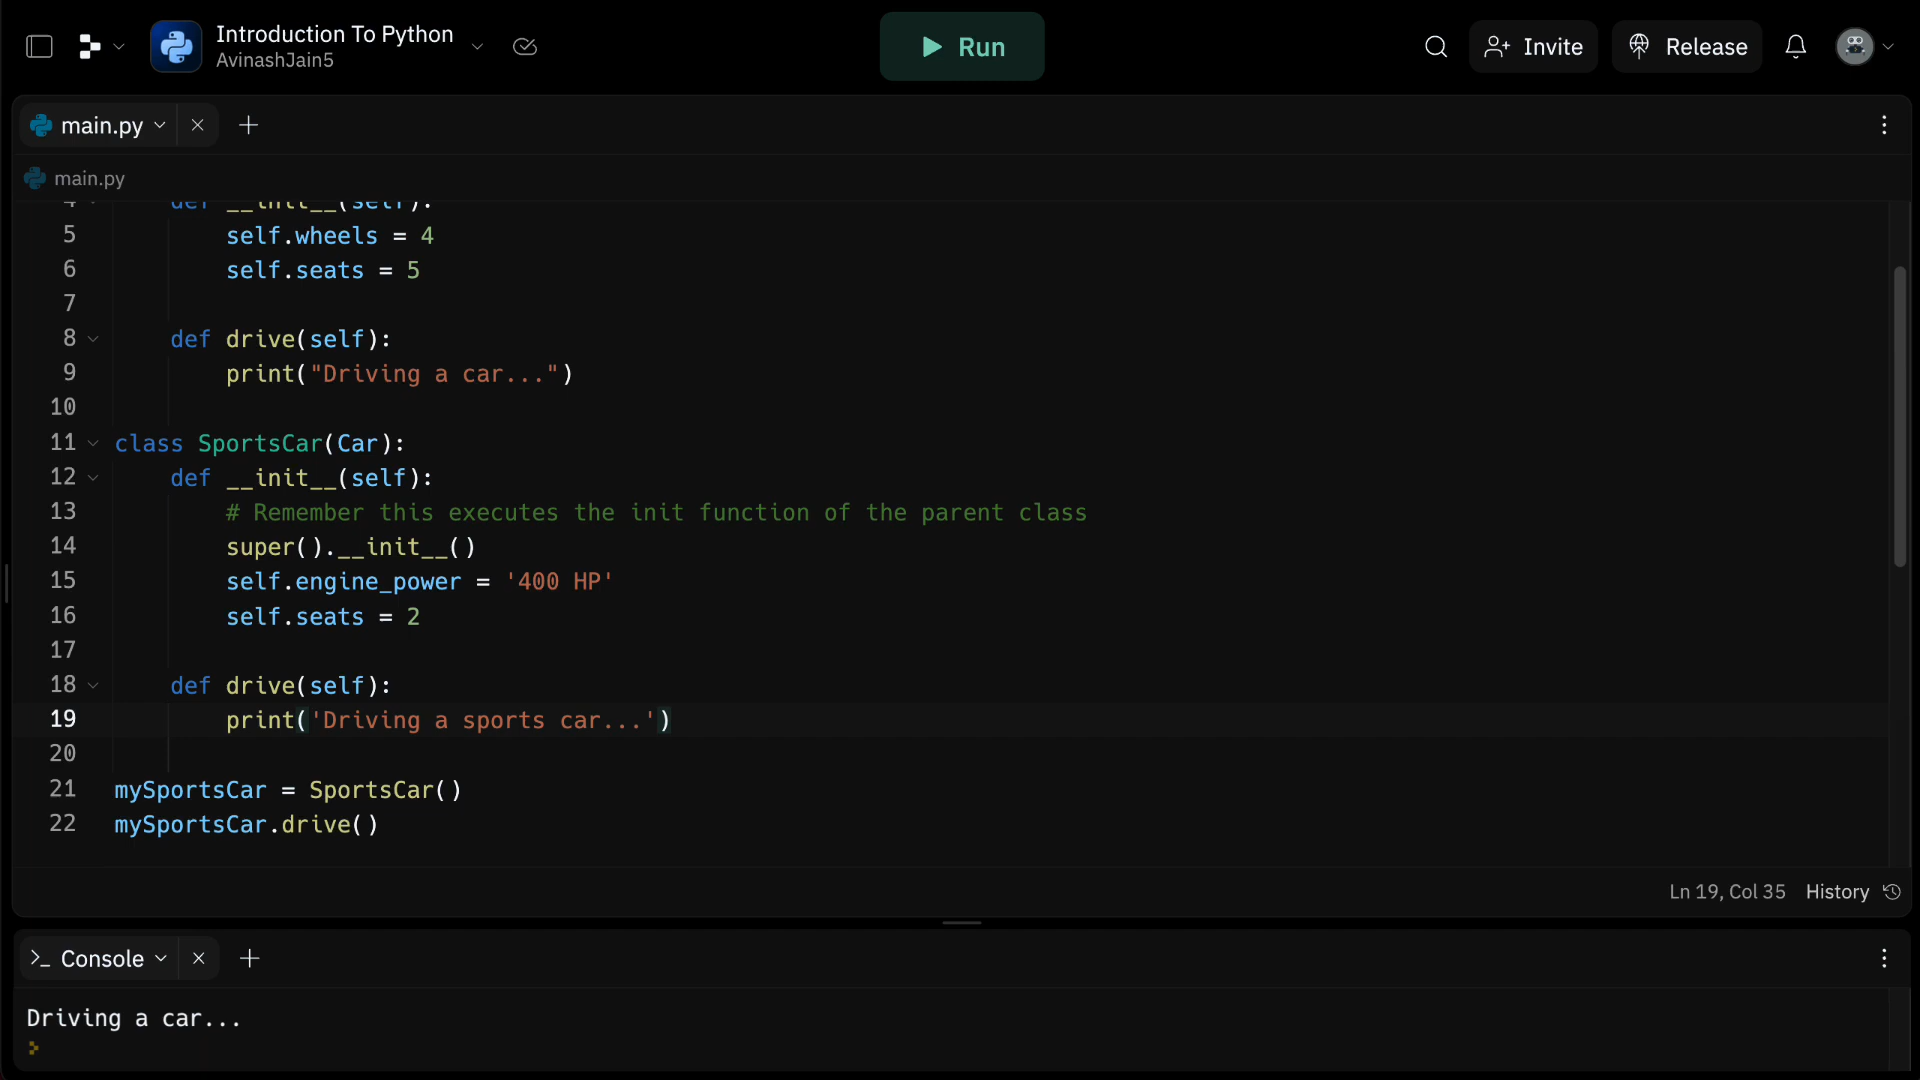 Introduction To Python
AvinashJain5
Run
Invite
Release
main.py
main.py
4 def __init__(self):
5 self.wheels = 4
6 self.seats = 5
7
8 def drive(self):
9 print("Driving a car...")
10
11 class SportsCar(Car):
12 def __init__(self):
13 # Remember this executes the init function of the parent class
14 super().__init__()
15 self.engine_power = '400 HP'
16 self.seats = 2
17
18 def drive(self):
19 print('Driving a sports car...')
20
21 mySportsCar = SportsCar()
22 mySportsCar.drive()
Ln 19, Col 35 History
Console
Driving a car...